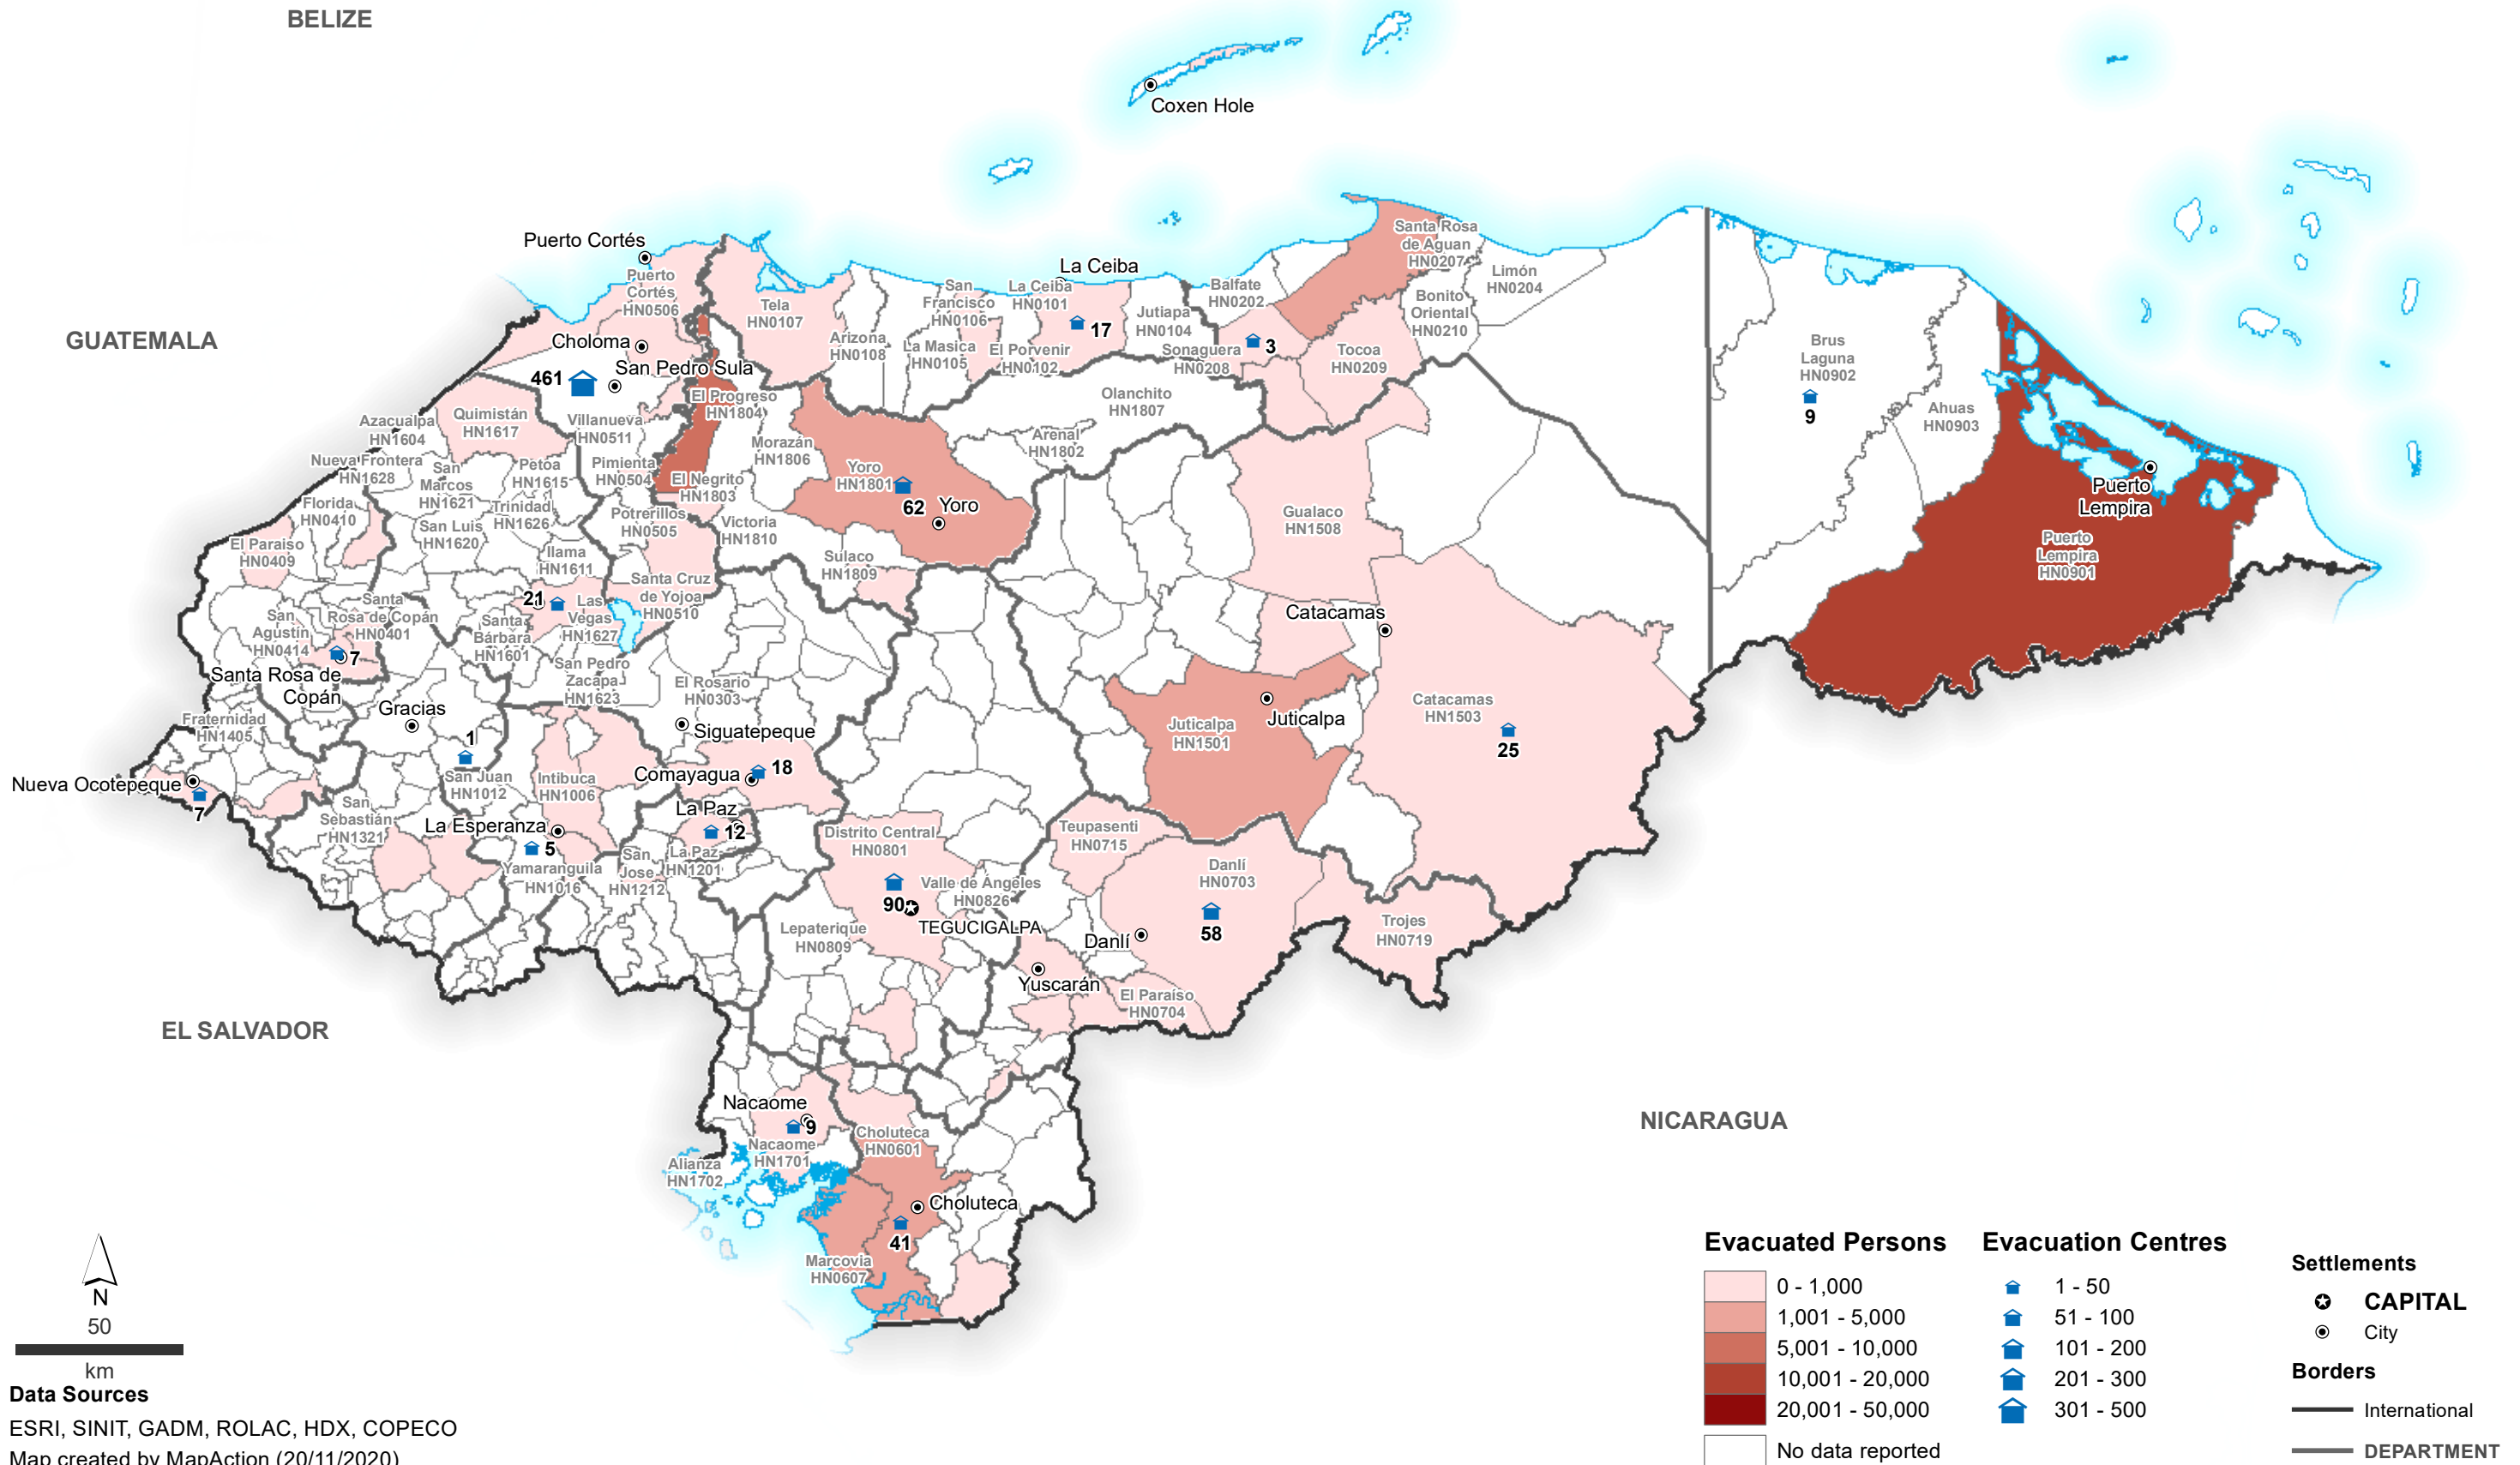 BELIZE
Coxen Hole
Puerto Cortés
Puerto
Cortés
HN0506
GUATEMALA
Choloma
San Pedro Sula
461
Tela
HN0107
Arizona
HN0108
San
Francisco
HN0106
La Masica
HN0105
La Ceiba
La Ceiba
HN0101
17
El Porvenir
HN0102
Jutiapa
HN0104
Balfate
HN0202
3
Sonaguera
HN0208
Santa Rosa
de Aguan
HN0207
Limón
HN0204
Bonito
Oriental
HN0210
Tocoa
HN0209
Brus
Laguna
HN0902
9
Ahuas
HN0903
Puerto
Lempira
Puerto
Lempira
HN0901
El Progreso
HN1804
Azacualpa
HN1604
Quimistán
HN1617
Villanueva
HN0511
Olanchito
HN1807
Arenal
HN1802
Morazán
HN1806
Nueva Frontera
HN1628
San
Marcos
HN1621
Petoa
HN1615
Pimienta
HN0504
El Negrito
HN1803
Yoro
HN1801
62
Yoro
Florida
HN0410
San Luis
HN1620
Trinidad
HN1626
Potrerillos
HN0505
Victoria
HN1810
Gualaco
HN1508
El Paraiso
HN0409
Ilama
HN1611
Sulaco
HN1809
21
Las
Vegas
HN1627
Santa Cruz
de Yojoa
HN0510
Santa
Rosa de Copán
HN0401
San
Agustín
HN0414
7
Santa
Bárbara
HN1601
Catacamas
Santa Rosa de
Copán
San Pedro
Zacapa
HN1623
El Rosario
HN0303
Gracias
Siguatepeque
Juticalpa
Juticalpa
HN1501
Catacamas
HN1503
25
Fraternidad
HN1405
1
San Juan
HN1012
Intibuca
HN1006
Comayagua
18
Nueva Ocotepeque
7
San
Sebastián
HN1321
La Esperanza
5
La Paz
12
Yamaranguila
HN1016
San
Jose
HN1212
La Paz
HN1201
Distrito Central
HN0801
Teupasenti
HN0715
Valle de Ángeles
HN0826
90
TEGUCIGALPA
Danlí
HN0703
58
Danlí
Trojes
HN0719
Lepaterique
HN0809
Yuscarán
El Paraíso
HN0704
EL SALVADOR
NICARAGUA
Nacaome
9
Nacaome
HN1701
Choluteca
HN0601
Alianza
HN1702
Choluteca
41
Marcovia
HN0607
N
50
km
Data Sources
ESRI, SINIT, GADM, ROLAC, HDX, COPECO
Map created by MapAction (20/11/2020)
Evacuated Persons
0 - 1,000
1,001 - 5,000
5,001 - 10,000
10,001 - 20,000
20,001 - 50,000
No data reported
Evacuation Centres
1 - 50
51 - 100
101 - 200
201 - 300
301 - 500
Settlements
CAPITAL
City
Borders
International
DEPARTMENT